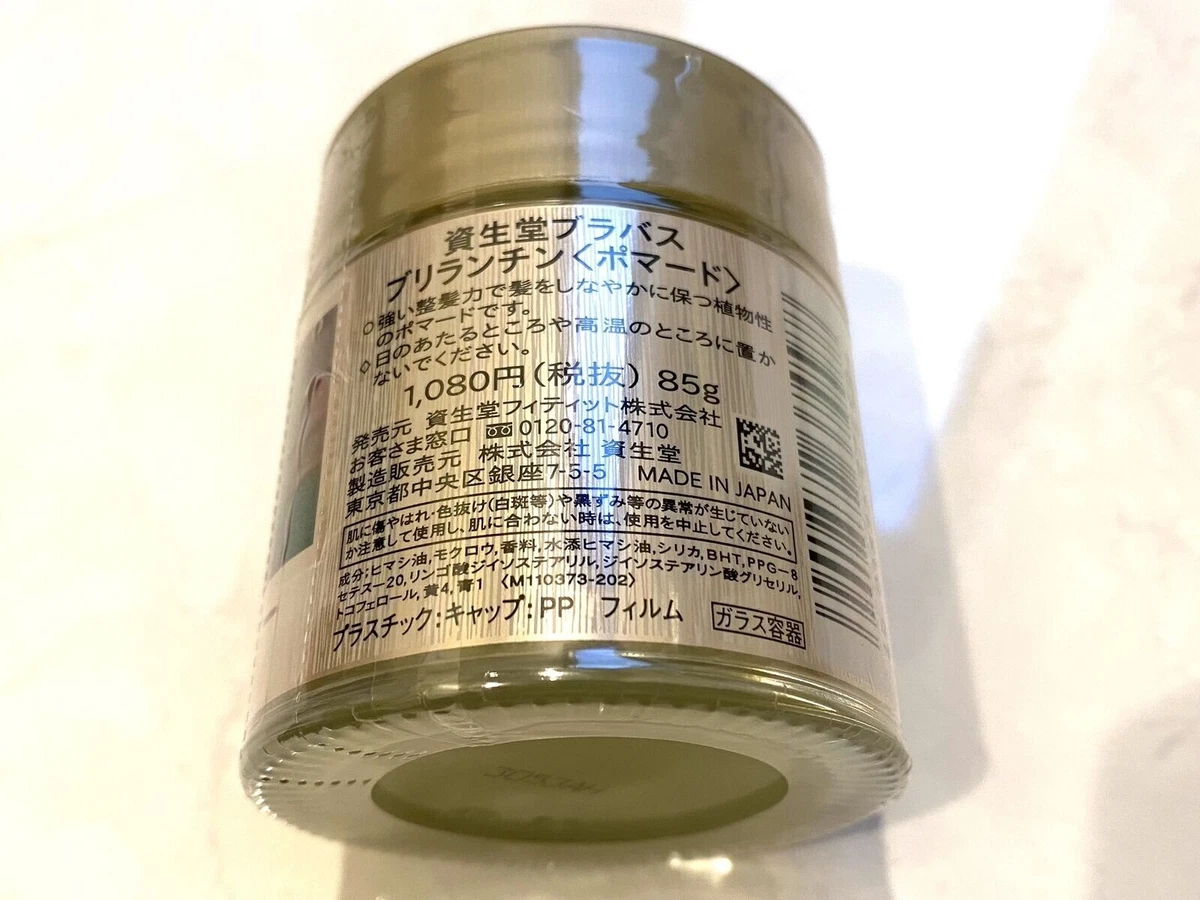 資生堂ブラバス
ブリランチン〈ポマード〉
○強い整髪力で髪をしなやかに保つ植物性
のポマードです。
◇日のあたるところや高温のところに置か
ないでください。
1,080円(税抜) 85g
発売元 資生堂フィティット株式会社
お客さま窓口 0120-81-4710
製造販売元 株式会社 資生堂
東京都中央区銀座7-5-5 MADE IN JAPAN
肌に傷やはれ・色抜け(白斑等)や黒ずみ等の異常が生じていない
か注意して使用し、肌に合わない時は、使用を中止してください。
成分:ヒマシ油,モクロウ,香料,水添ヒマシ油,シリカ,BHT,PPG−8
セテス−20,リンゴ酸ジイソステアリル,ジイソステアリン酸グリセリル,
トコフェロール,黄4,青1 〈M110373-202〉
プラスチック:キャップ:PP フィルム ガラス容器